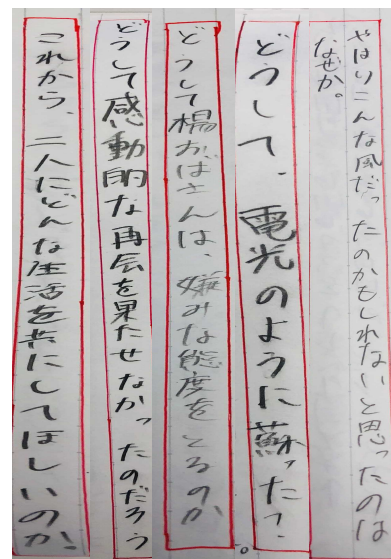 やはりこんな風だったのかもしれないと思ったのは
なぜか。
どうして、電光のように蘇った?
どうして楊おばさんは、嫌みな態度をとるのか。
どうして感動的な再会を果たせなかったのだろう
これから、二人にどんな生活を共にしてほしいのか。